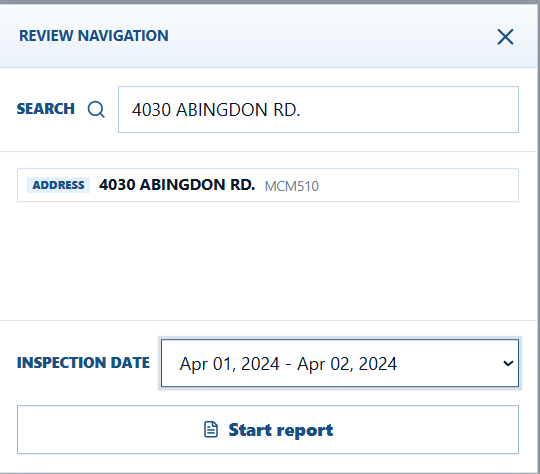 REVIEW NAVIGATION
SEARCH 4030 ABINGDON RD.
ADDRESS 4030 ABINGDON RD. MCM510
INSPECTION DATE Apr 01, 2024 - Apr 02, 2024
Start report